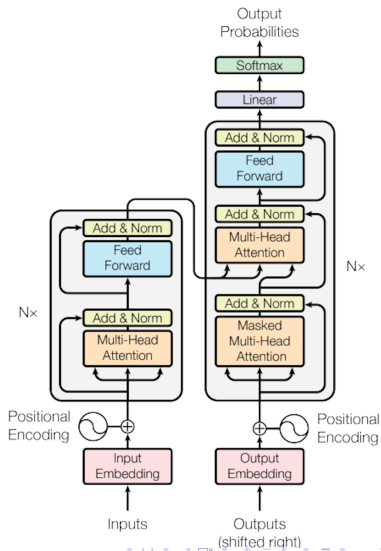 Output
Probabilities
Softmax
Linear
Add & Norm
Feed
Forward
Add & Norm
Multi-Head
Attention
Add & Norm
Masked
Multi-Head
Attention
Nx
Add & Norm
Feed
Forward
Nx
Add & Norm
Multi-Head
Attention
Positional
Encoding
Positional
Encoding
Input
Embedding
Output
Embedding
Inputs
Outputs
(shifted right)